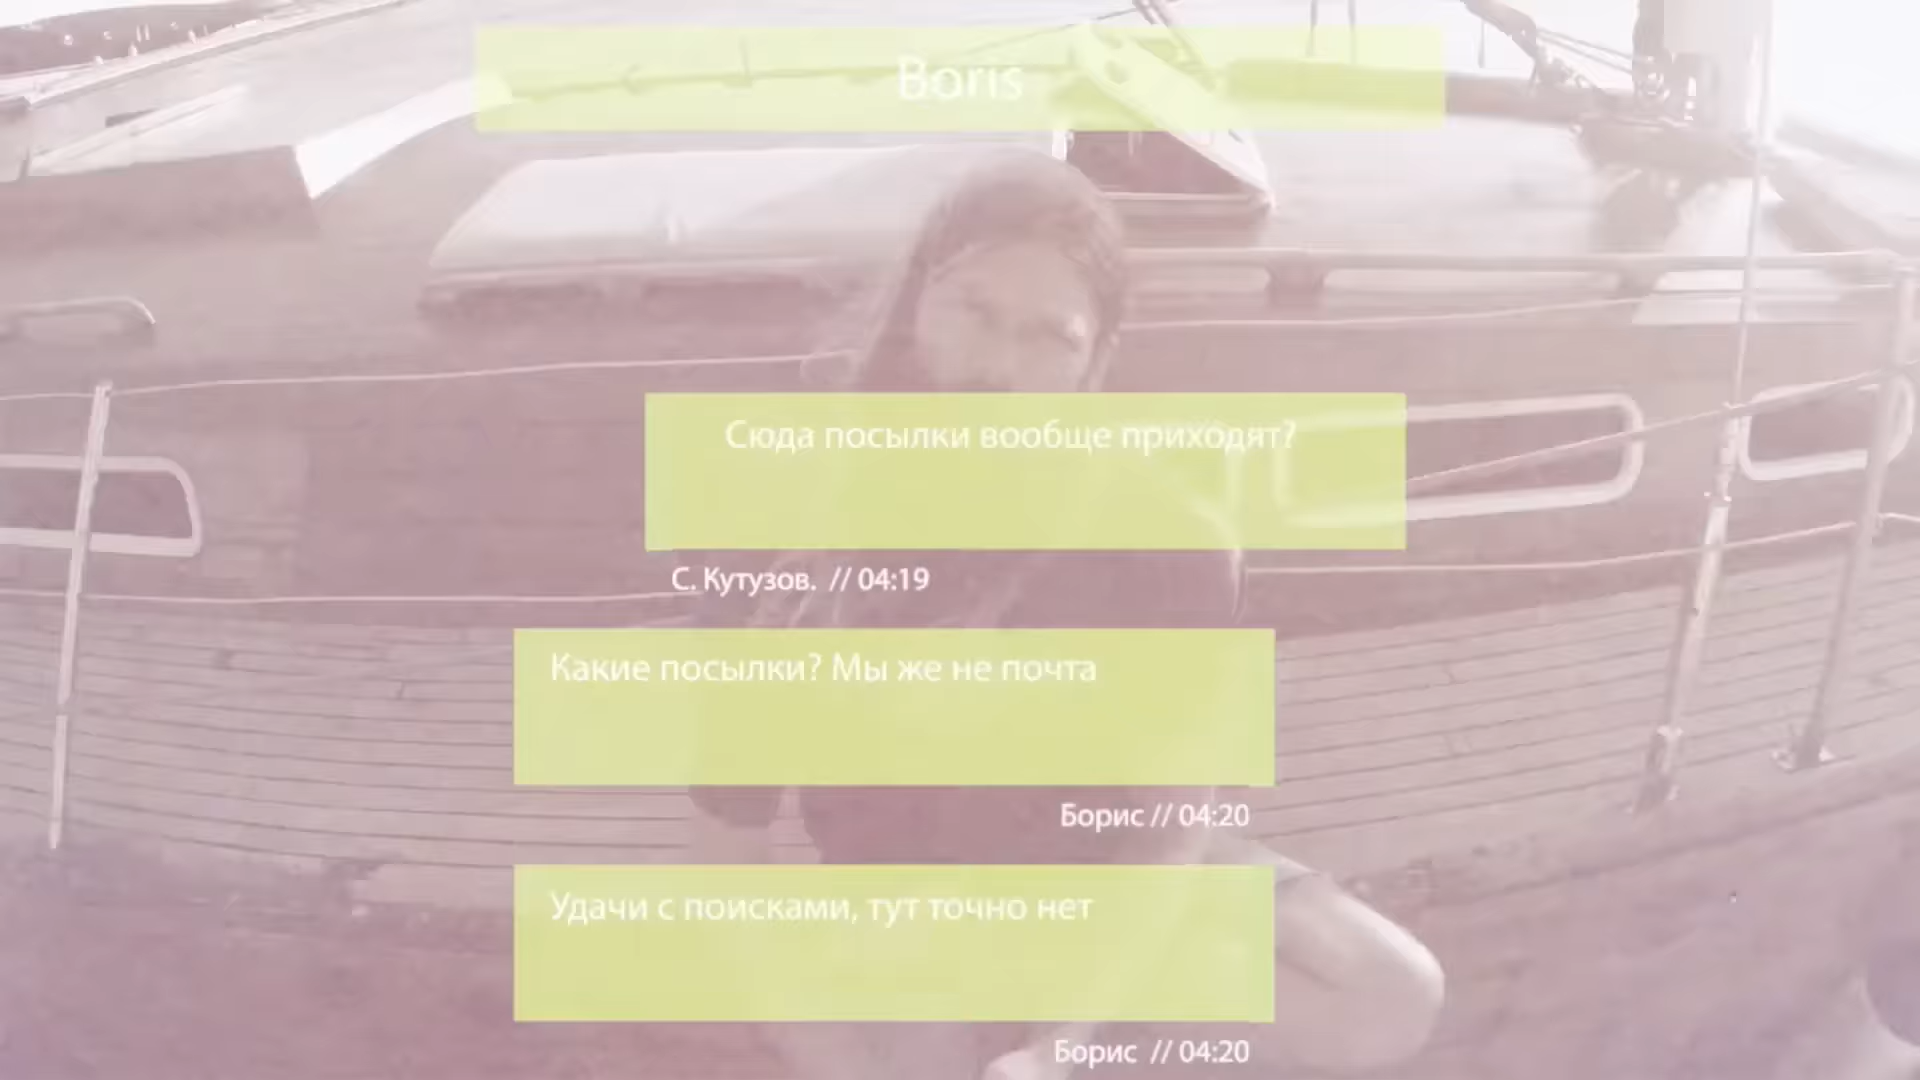 Boris
Сюда посылки вообще приходят?
С. Кутузов. // 04:19
Какие посылки? Мы же не почта
Борис // 04:20
Удачи с поисками, тут точно нет
Борис // 04:20